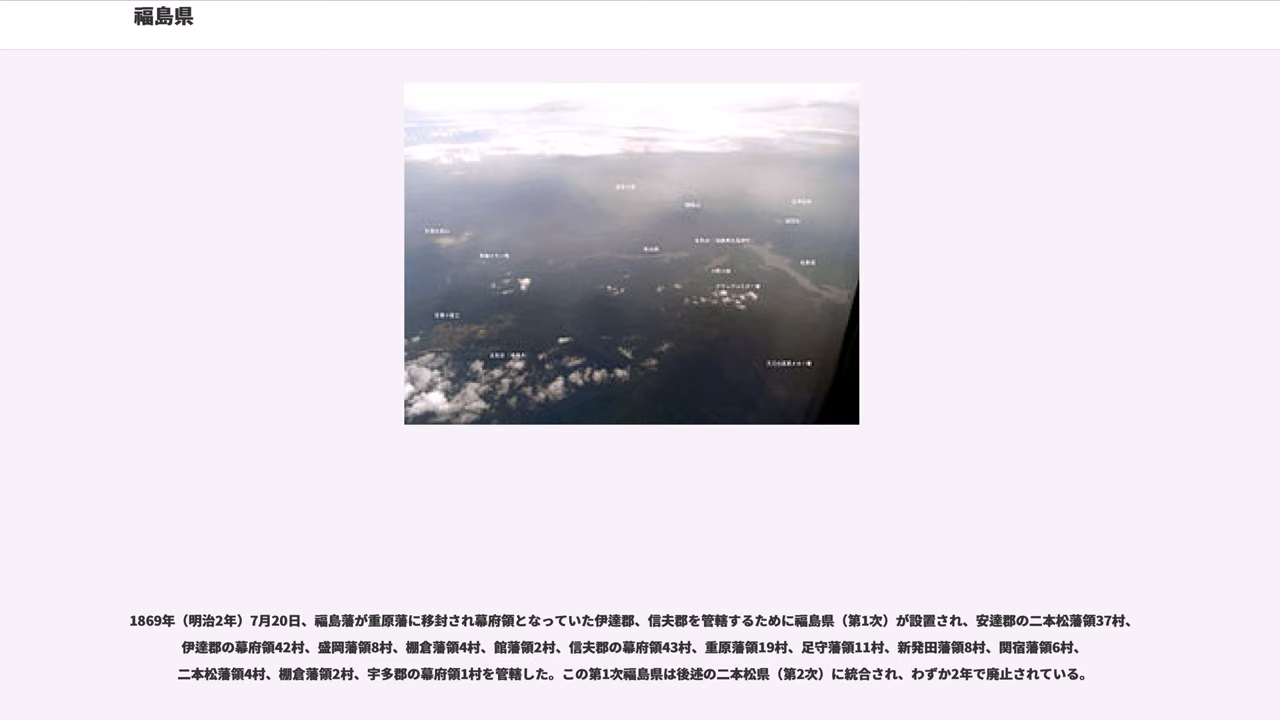 福島県
1869年（明治2年）7月20日、福島藩が重原藩に移封され幕府領となっていた伊達郡、信夫郡を管轄するために福島県（第1次）が設置され、安達郡の二本松藩領37村、
伊達郡の幕府領42村、盛岡藩領8村、棚倉藩領4村、館藩領2村、信夫郡の幕府領43村、重原藩領19村、足守藩領11村、新発田藩領8村、関宿藩領6村、
二本松藩領4村、棚倉藩領2村、宇多郡の幕府領1村を管轄した。この第1次福島県は後述の二本松県（第2次）に統合され、わずか2年で廃止されている。